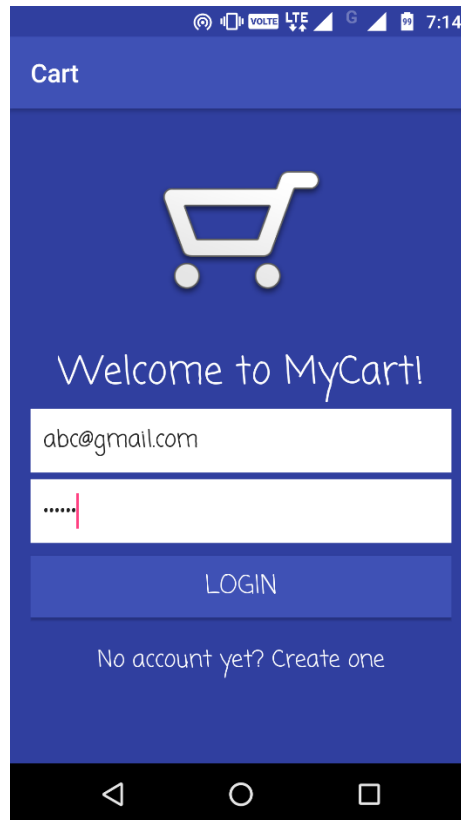 VOLTE LTE G 99 7:14
Cart
Welcome to MyCart!
abc@gmail.com
••••••
LOGIN
No account yet? Create one